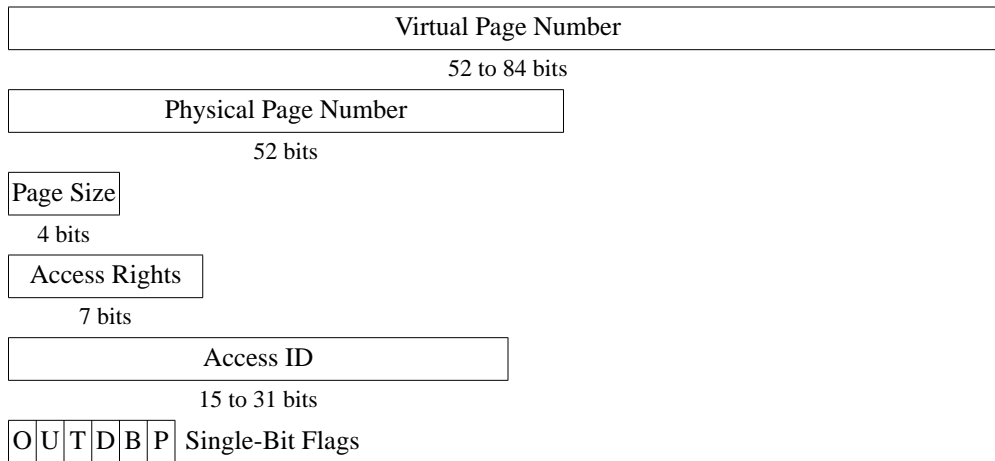 Virtual Page Number
52 to 84 bits
Physical Page Number
52 bits
Page Size
4 bits
Access Rights
7 bits
Access ID
15 to 31 bits
O U T D B P Single-Bit Flags